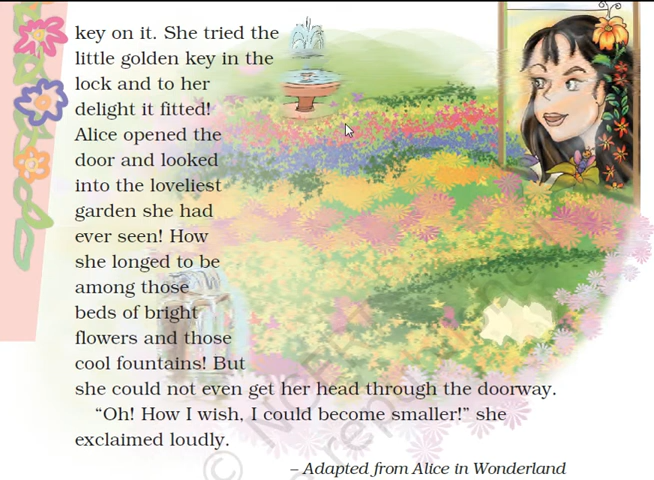 key on it. She tried the
little golden key in the
lock and to her
delight it fitted!
Alice opened the
door and looked
into the loveliest
garden she had
ever seen! How
she longed to be
among those
beds of bright
flowers and those
cool fountains! But
she could not even get her head through the doorway.
“Oh! How I wish, I could become smaller!” she
exclaimed loudly.
– Adapted from Alice in Wonderland